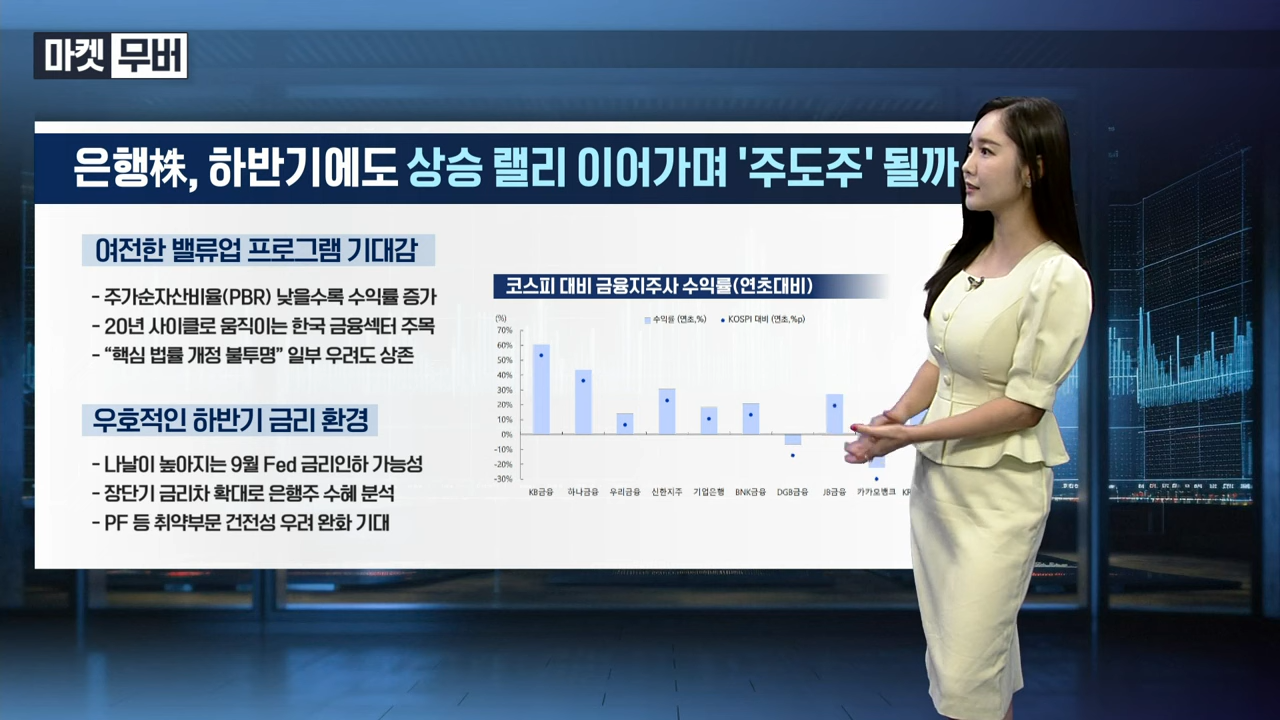 마켓 무버
은행株, 하반기에도 상승 랠리 이어가며 '주도주' 될까
여전한 밸류업 프로그램 기대감
- 주가순자산비율(PBR) 낮을수록 수익률 증가
- 20년 사이클로 움직이는 한국 금융섹터 주목
- “핵심 법률 개정 불투명” 일부 우려도 상존
우호적인 하반기 금리 환경
- 나날이 높아지는 9월 Fed 금리인하 가능성
- 장단기 금리차 확대로 은행주 수혜 분석
- PF 등 취약부문 건전성 우려 완화 기대
코스피 대비 금융지주사 수익률(연초대비)
(%)
수익률 (연초,%) KOSPI 대비 (연초,%p)
70%
60%
50%
40%
30%
20%
10%
0%
-10%
-20%
-30%
KB금융 하나금융 우리금융 신한지주 기업은행 BNK금융 DGB금융 JB금융 카카오뱅크